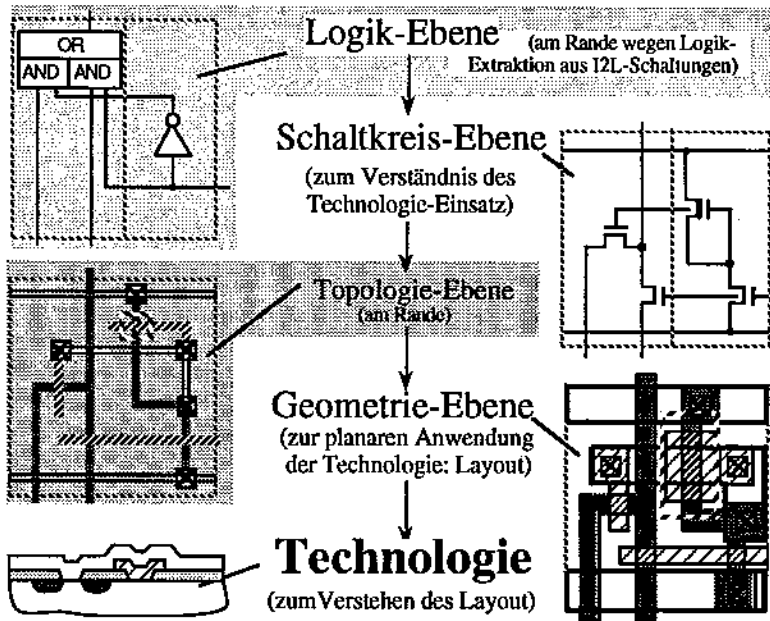 OR
AND AND
Logik-Ebene
(am Rande wegen Logik-
Extraktion aus I2L-Schaltungen)
Schaltkreis-Ebene
(zum Verständnis des
Technologie-Einsatz)
Topologie-Ebene
(am Rande)
Geometrie-Ebene
(zur planaren Anwendung
der Technologie: Layout)
Technologie
(zum Verstehen des Layout)